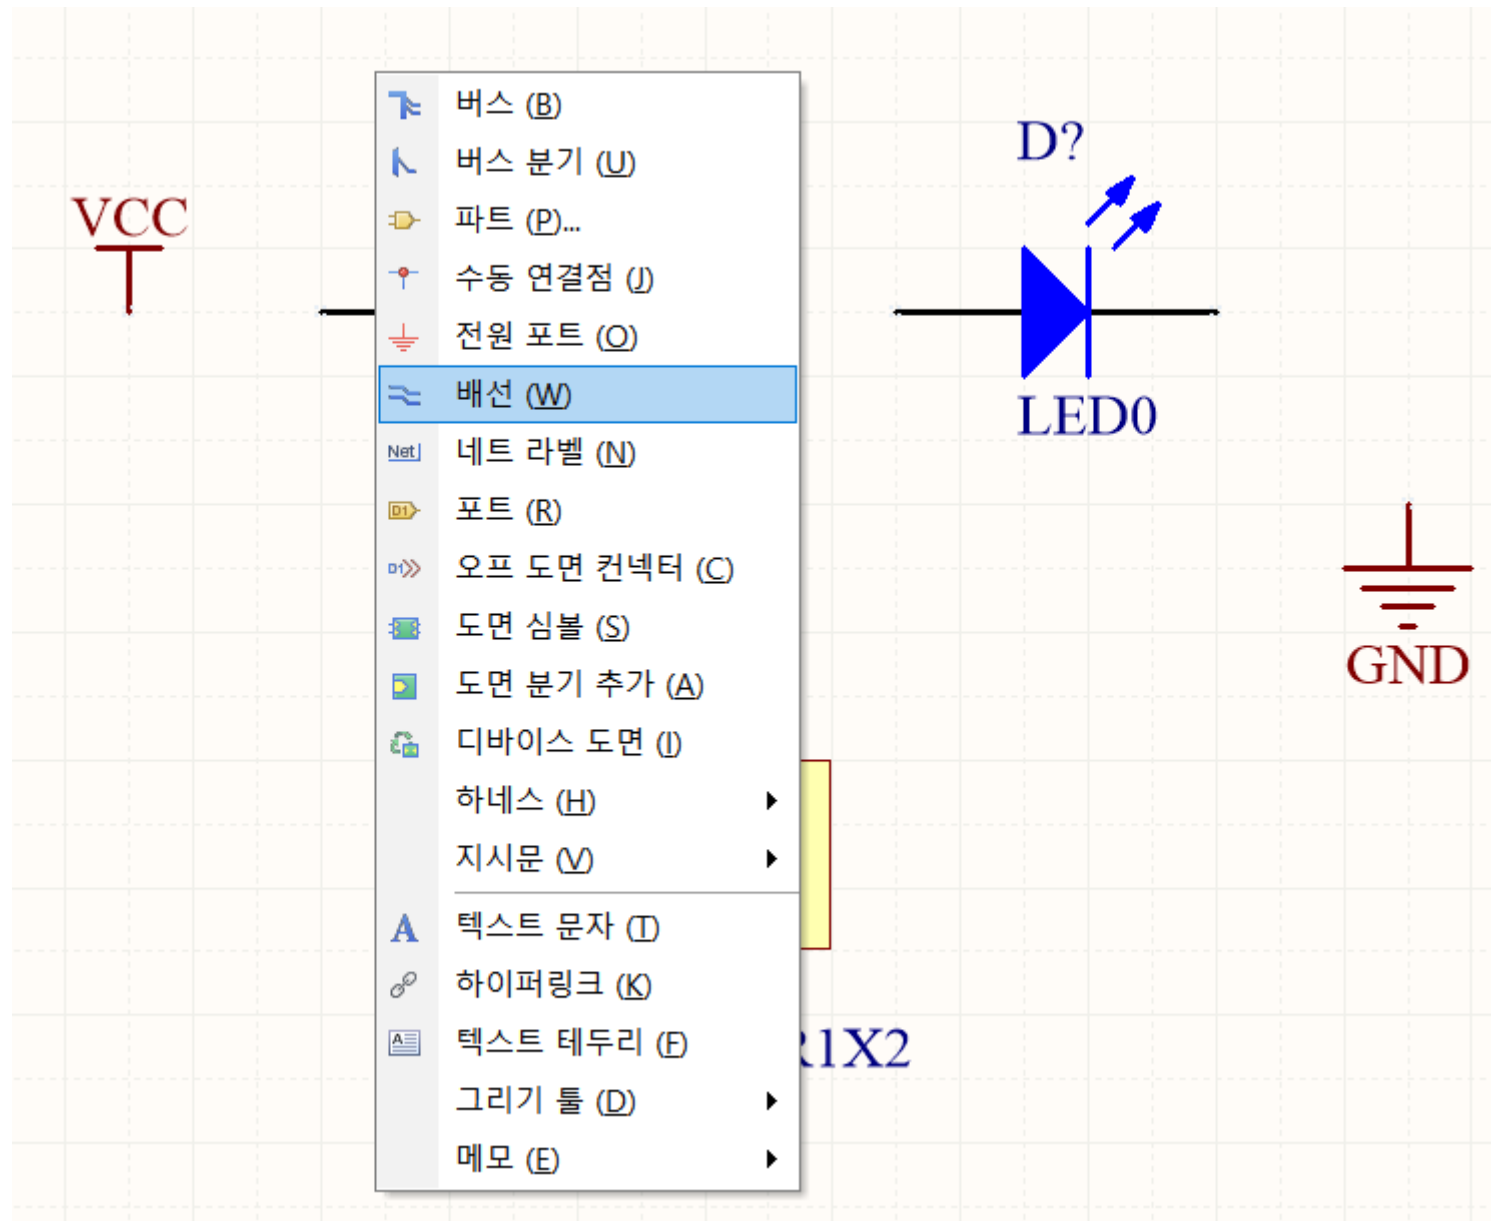 VCC
버스 (B)
버스 분기 (U)
파트 (P)...
수동 연결점 (J)
전원 포트 (O)
배선 (W)
Net 네트 라벨 (N)
D1 포트 (R)
D1 오프 도면 컨넥터 (C)
도면 심볼 (S)
도면 분기 추가 (A)
디바이스 도면 (I)
하네스 (H)
지시문 (V)
A 텍스트 문자 (T)
하이퍼링크 (K)
A 텍스트 테두리 (F)
그리기 툴 (D)
메모 (E)
D?
LED0
GND
R1X2